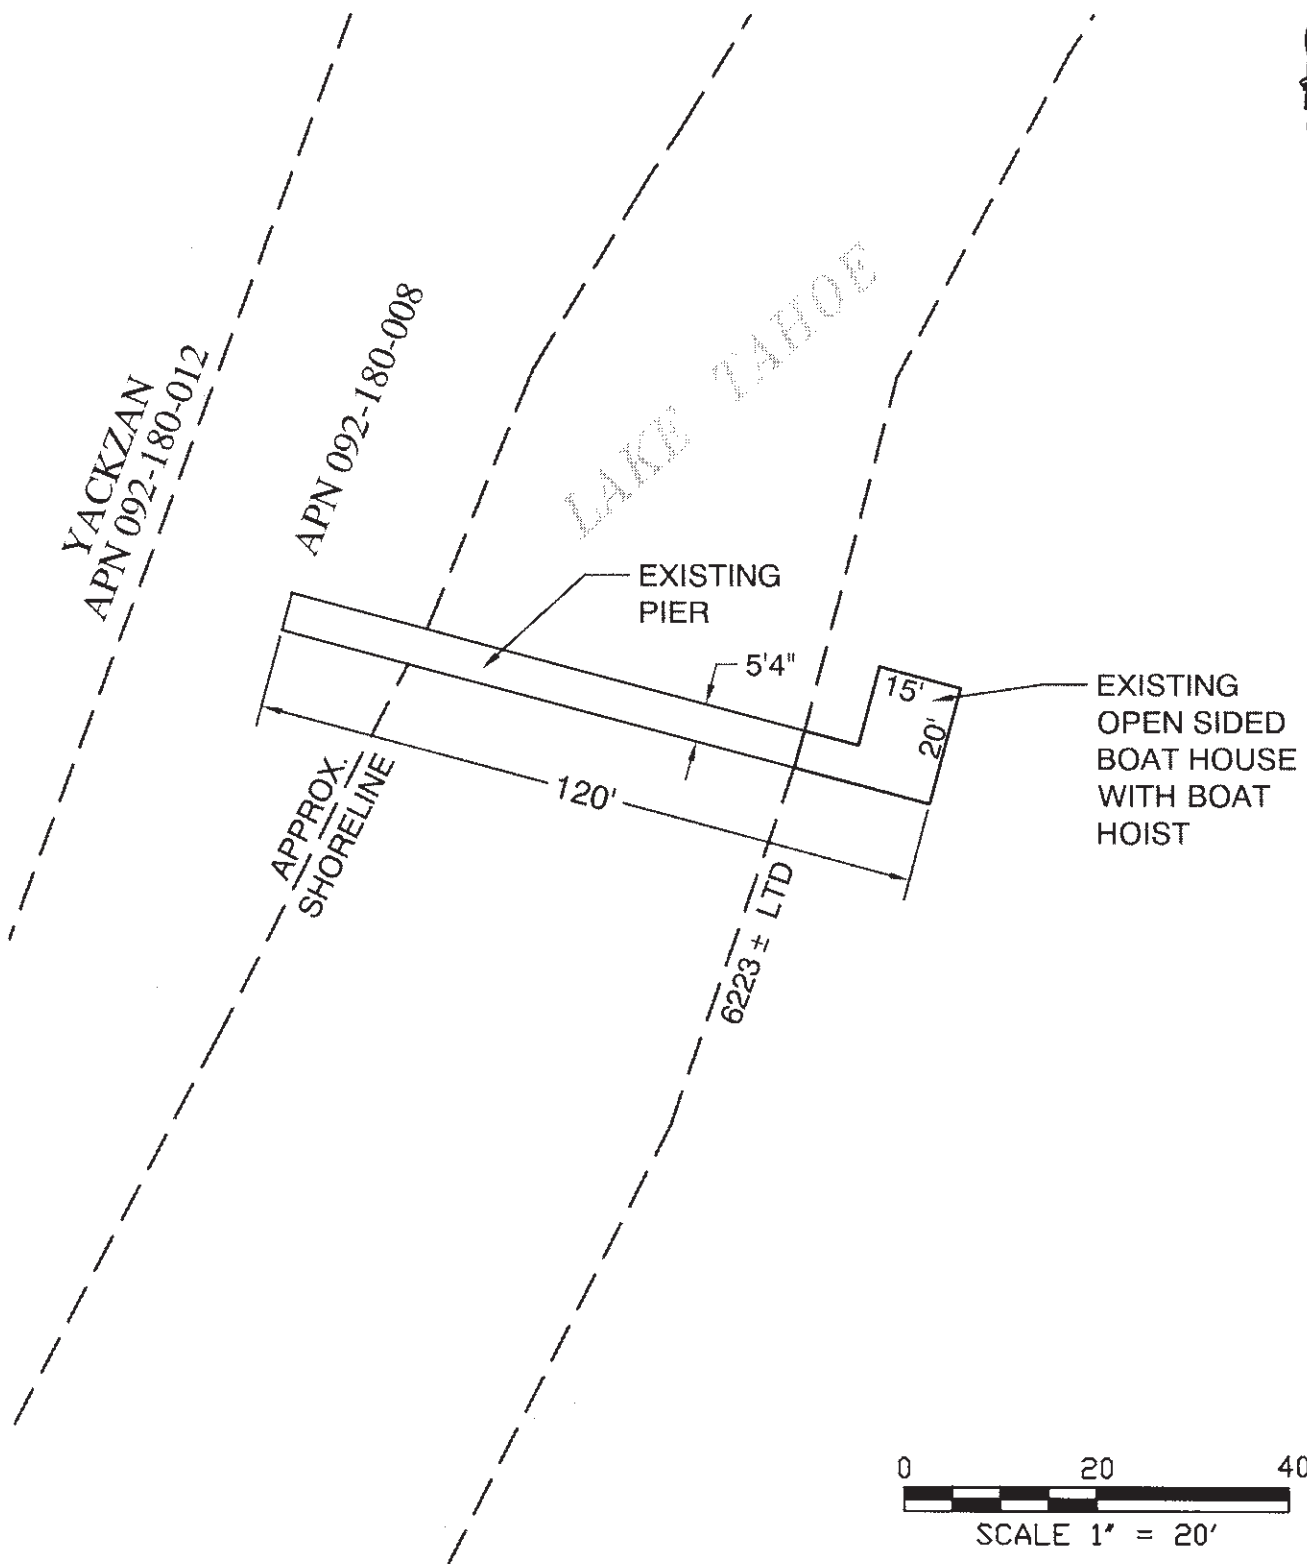 YACKZAN
APN 092-180-012
APN 092-180-008
LAKE TAHOE
EXISTING
PIER
5'4"
15'
20'
EXISTING
OPEN SIDED
BOAT HOUSE
WITH BOAT
HOIST
120'
APPROX.
SHORELINE
6223 ± LTD
0 20 40
SCALE 1" = 20'